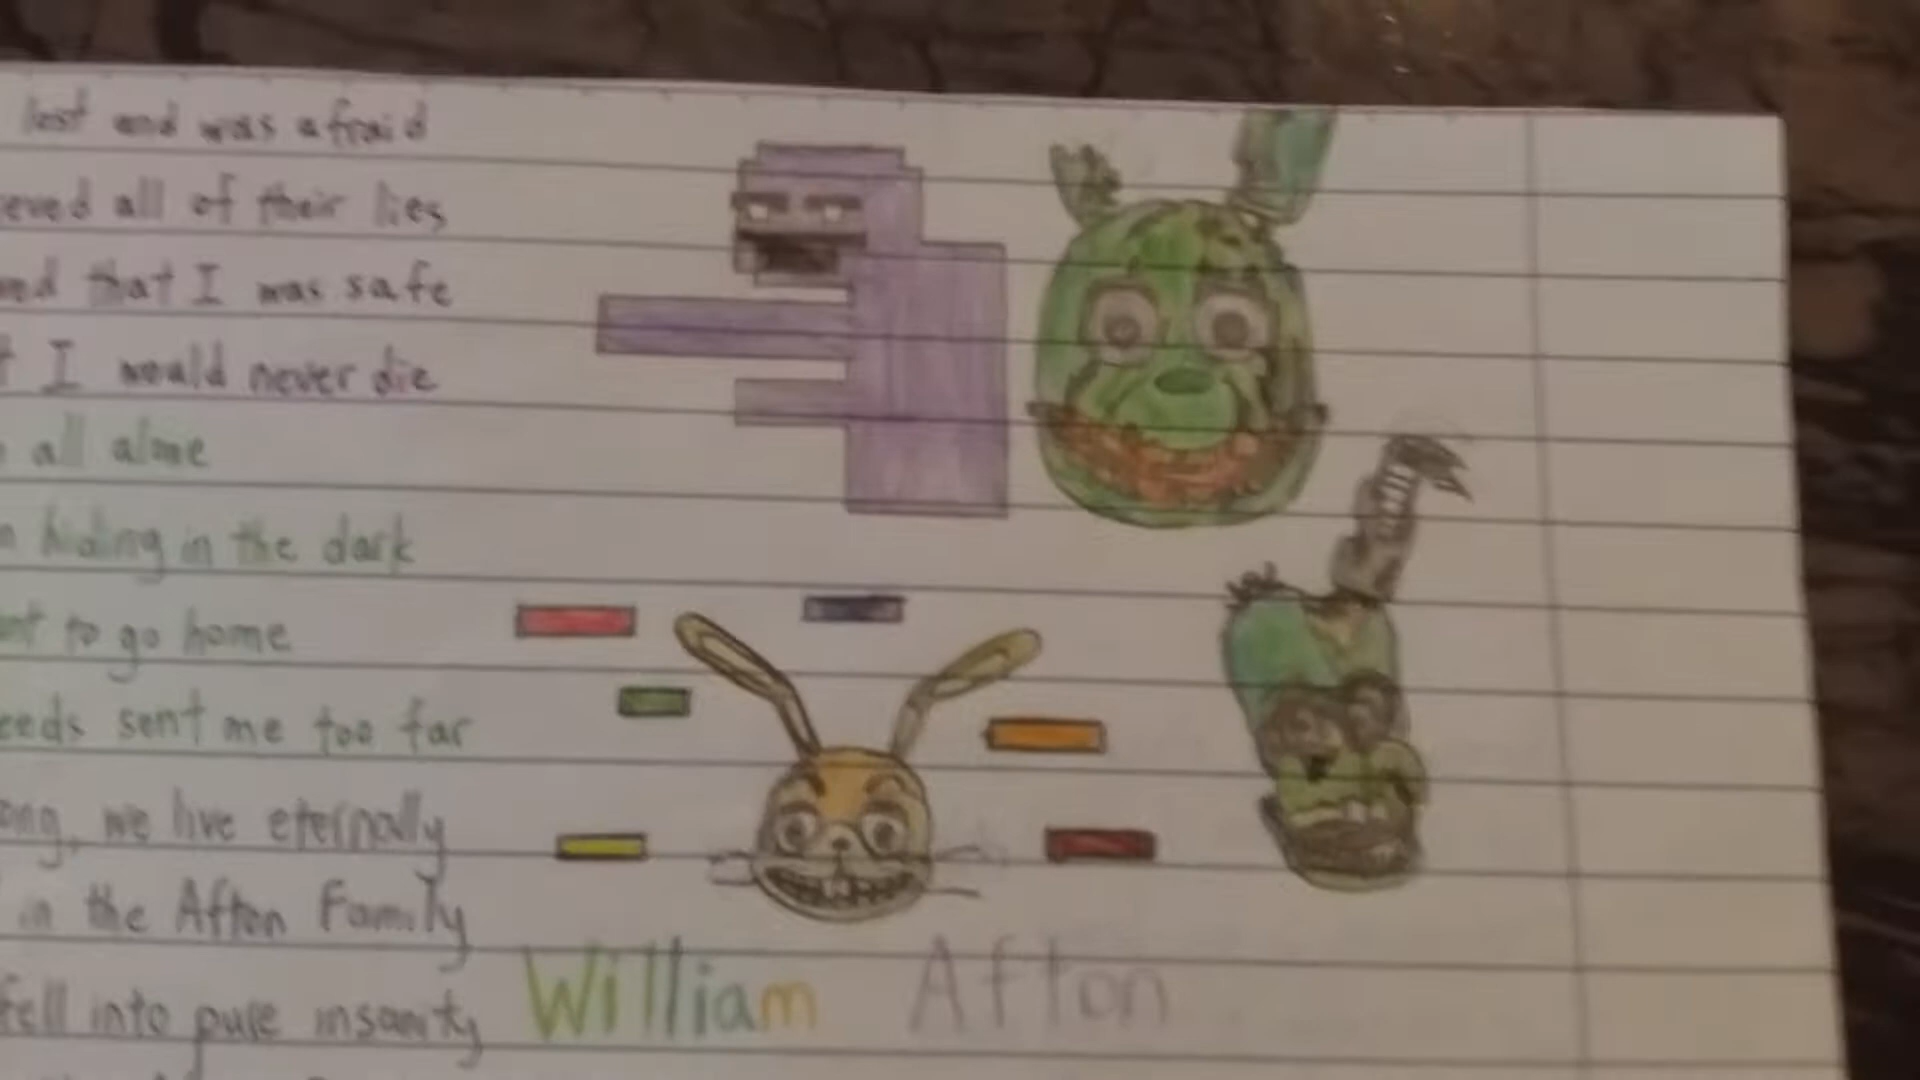 lost and was afraid
all of their lies
that I was safe
I would never die
all alone
hiding in the dark
to go home
sent me too far
we live eternally
in the Afton Family
fell into pure insanity
William Afton